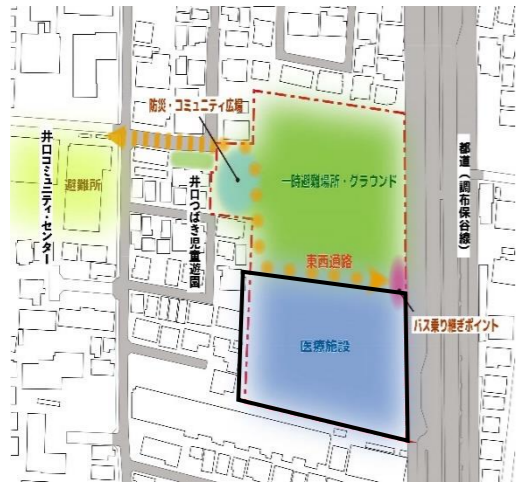 防災・コミュニティ広場
井口コミュニティ・センター
避難所
井口つばき児童遊園
一時避難場所・グラウンド
都道（調布保谷線）
東西通路
バス乗り継ぎポイント
医療施設